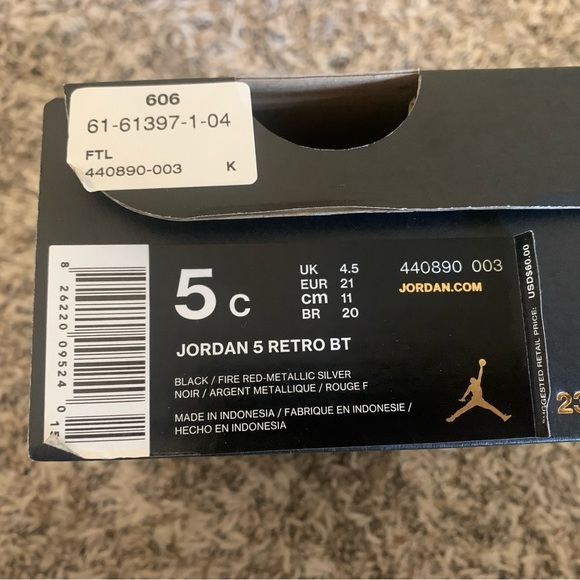 606
61-61397-1-04
FTL
440890-003 K
8 26220 09524 0
5 C
UK 4.5
EUR 21
cm 11
BR 20
440890 003
JORDAN.COM
JORDAN 5 RETRO BT
BLACK / FIRE RED-METALLIC SILVER
NOIR / ARGENT METALLIQUE / ROUGE F
MADE IN INDONESIA / FABRIQUE EN INDONESIE /
HECHO EN INDONESIA
SUGGESTED RETAIL PRICE: USD$60.00
23